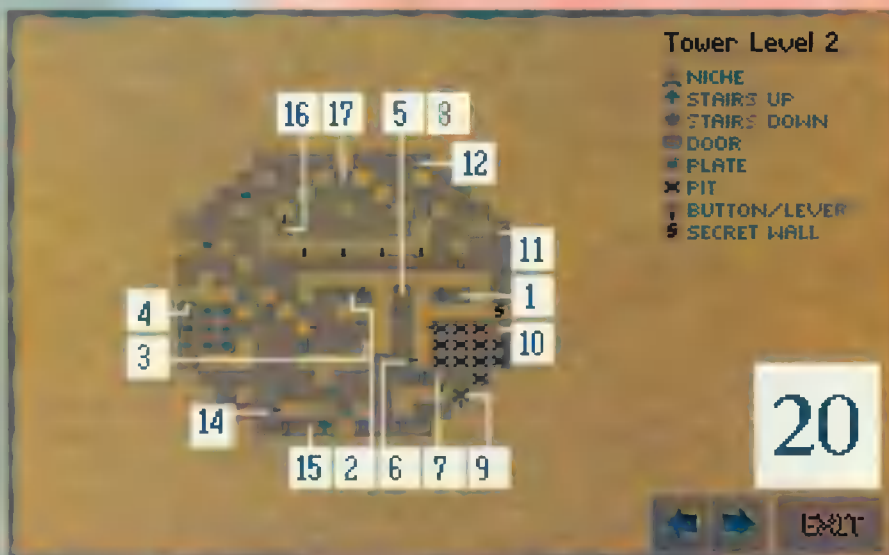 Tower Level 2
NICHE
STAIRS UP
STAIRS DOWN
DOOR
PLATE
PIT
BUTTON/LEVER
SECRET WALL
16 17 5 8
12
11
4 1
3 10
14
15 2 6 7 9
20
EXIT